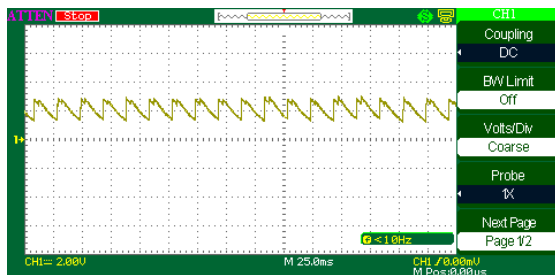 ATTEN Stop CH1
Coupling
DC
BW Limit
Off
Volts/Div
Coarse
Probe
1X
Next Page
Page 1/2
1
<10Hz
CH1= 2.00V M 25.0ms CH1 0.00mV
M Pos:0.00μs